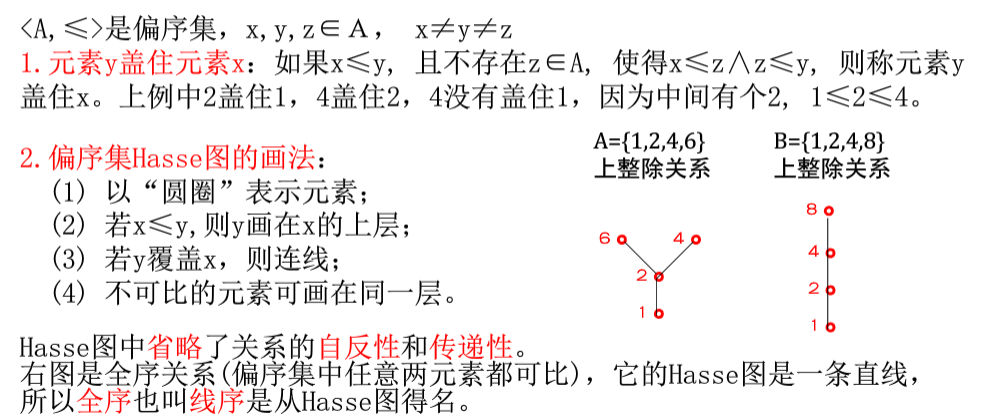 <A,≤>是偏序集，x,y,z∈A， x≠y≠z
1.元素y盖住元素x：如果x≤y, 且不存在z∈A, 使得x≤z∧z≤y, 则称元素y
盖住x。上例中2盖住1，4盖住2，4没有盖住1，因为中间有个2, 1≤2≤4。
2.偏序集Hasse图的画法：
(1) 以“圆圈”表示元素；
(2) 若x≤y,则y画在x的上层；
(3) 若y覆盖x，则连线；
(4) 不可比的元素可画在同一层。
A={1,2,4,6}
上整除关系
6 4
2
1
B={1,2,4,8}
上整除关系
8
4
2
1
Hasse图中省略了关系的自反性和传递性。
右图是全序关系(偏序集中任意两元素都可比)，它的Hasse图是一条直线，
所以全序也叫线序是从Hasse图得名。